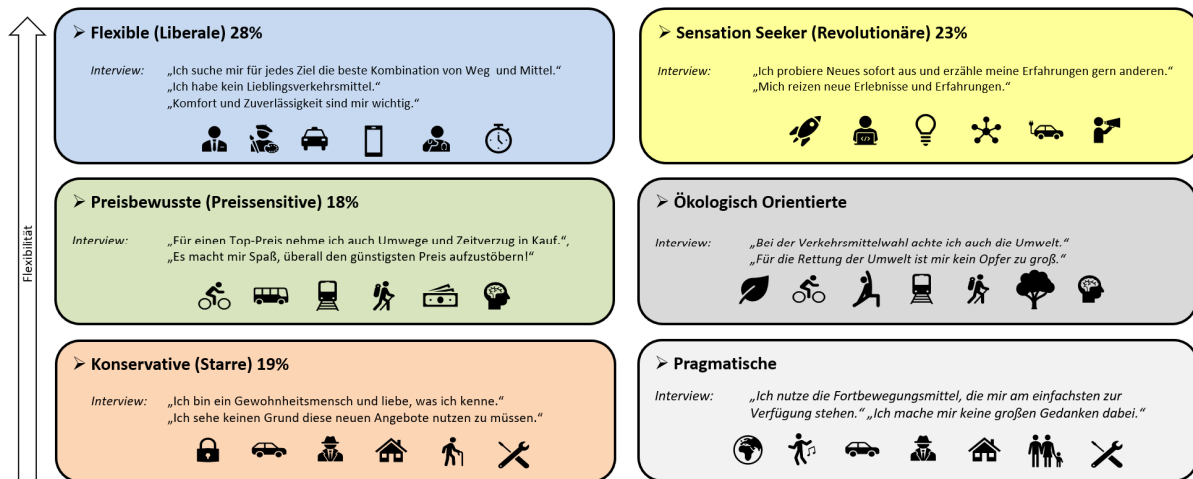 Flexibilität
➢ Flexible (Liberale) 28%
Interview: „Ich suche mir für jedes Ziel die beste Kombination von Weg und Mittel.“
„Ich habe kein Lieblingsverkehrsmittel.“
„Komfort und Zuverlässigkeit sind mir wichtig.“
➢ Sensation Seeker (Revolutionäre) 23%
Interview: „Ich probiere Neues sofort aus und erzähle meine Erfahrungen gern anderen.“
„Mich reizen neue Erlebnisse und Erfahrungen.“
➢ Preisbewusste (Preissensitive) 18%
Interview: „Für einen Top-Preis nehme ich auch Umwege und Zeitverzug in Kauf.“,
„Es macht mir Spaß, überall den günstigsten Preis aufzustöbern!“
➢ Ökologisch Orientierte
Interview: „Bei der Verkehrsmittelwahl achte ich auch die Umwelt.“
„Für die Rettung der Umwelt ist mir kein Opfer zu groß.“
➢ Konservative (Starre) 19%
Interview: „Ich bin ein Gewohnheitsmensch und liebe, was ich kenne.“
„Ich sehe keinen Grund diese neuen Angebote nutzen zu müssen.“
➢ Pragmatische
Interview: „Ich nutze die Fortbewegungsmittel, die mir am einfachsten zur
Verfügung stehen.“ „Ich mache mir keine großen Gedanken dabei.“